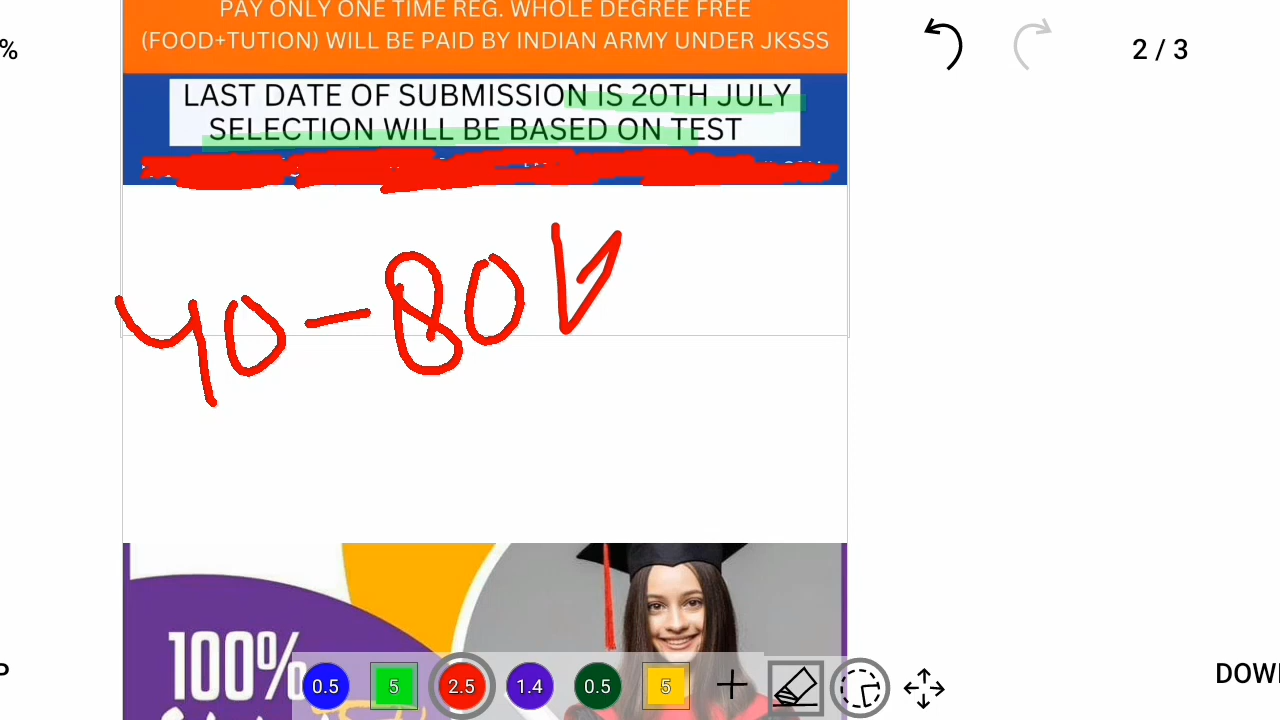 %
2 / 3
PAY ONLY ONE TIME REG. WHOLE DEGREE FREE
(FOOD+TUTION) WILL BE PAID BY INDIAN ARMY UNDER JKSSS
LAST DATE OF SUBMISSION IS 20TH JULY
SELECTION WILL BE BASED ON TEST
40-80
100%
P
DOW
0.5
5
2.5
1.4
0.5
5